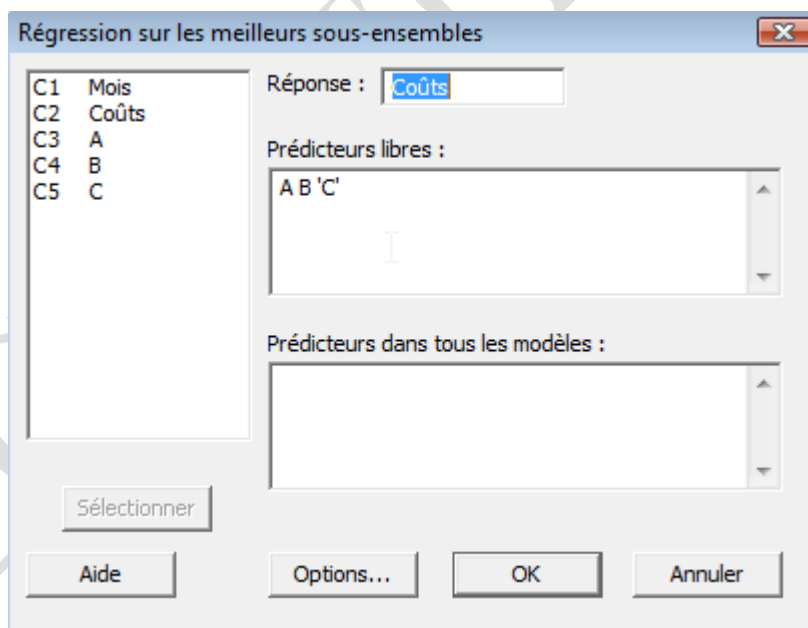 Régression sur les meilleurs sous-ensembles
C1 Mois
C2 Coûts
C3 A
C4 B
C5 C
Réponse : Coûts
Prédicteurs libres :
A B 'C'
Prédicteurs dans tous les modèles :
Sélectionner
Aide Options... OK Annuler